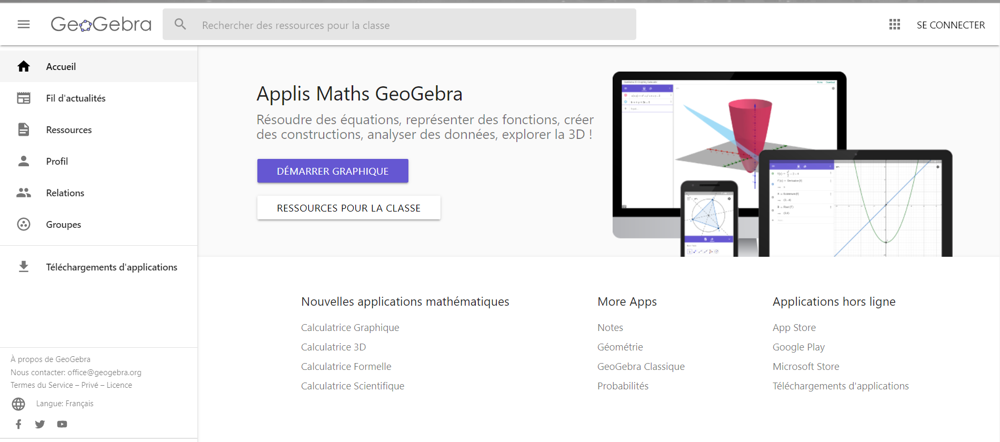 GeoGebra
Rechercher des ressources pour la classe
SE CONNECTER
Accueil
Fil d'actualités
Ressources
Profil
Relations
Groupes
Téléchargements d'applications
À propos de GeoGebra
Nous contacter: office@geogebra.org
Termes du Service – Privé – Licence
Langue: Français
Applis Maths GeoGebra
Résoudre des équations, représenter des fonctions, créer
des constructions, analyser des données, explorer la 3D !
DÉMARRER GRAPHIQUE
RESSOURCES POUR LA CLASSE
Nouvelles applications mathématiques
Calculatrice Graphique
Calculatrice 3D
Calculatrice Formelle
Calculatrice Scientifique
More Apps
Notes
Géométrie
GeoGebra Classique
Probabilités
Applications hors ligne
App Store
Google Play
Microsoft Store
Téléchargements d'applications